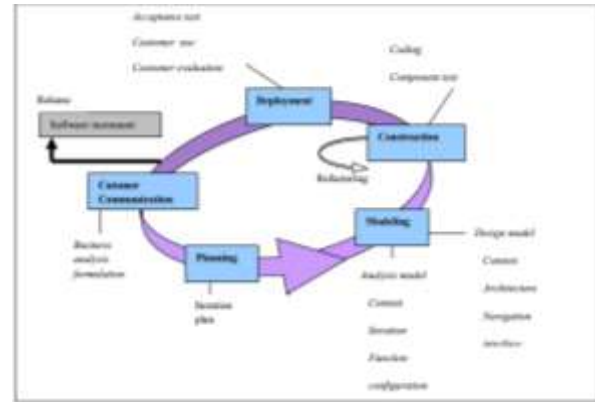 Acceptance test
Customer use
Customer evaluation
Coding
Component test
Deployment
Release
Software increment
Construction
Refactoring
Customer
Communication
Modeling
Business
analysis
formulation
Planning
Design model
Analysis model
Content
Architecture
Navigation
interface
Iteration
plan
Content
Iteration
Function
configuration